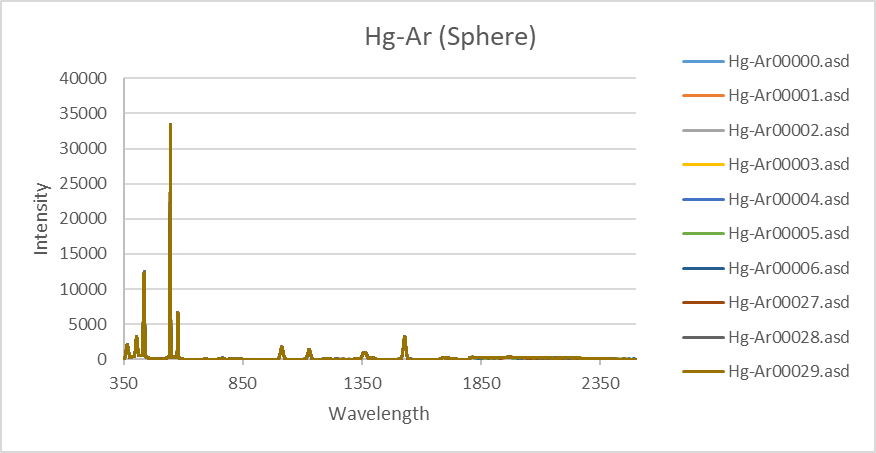 Hg-Ar (Sphere)
40000
35000
30000
25000
20000
15000
10000
5000
0
Intensity
350 850 1350 1850 2350
Wavelength
Hg-Ar00000.asd
Hg-Ar00001.asd
Hg-Ar00002.asd
Hg-Ar00003.asd
Hg-Ar00004.asd
Hg-Ar00005.asd
Hg-Ar00006.asd
Hg-Ar00027.asd
Hg-Ar00028.asd
Hg-Ar00029.asd